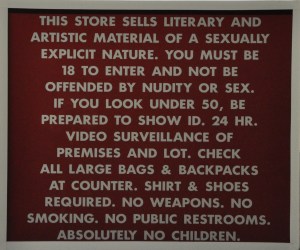 THIS STORE SELLS LITERARY AND
ARTISTIC MATERIAL OF A SEXUALLY
EXPLICIT NATURE. YOU MUST BE
18 TO ENTER AND NOT BE
OFFENDED BY NUDITY OR SEX.
IF YOU LOOK UNDER 50, BE
PREPARED TO SHOW ID. 24 HR.
VIDEO SURVEILLANCE OF
PREMISES AND LOT. CHECK
ALL LARGE BAGS & BACKPACKS
AT COUNTER. SHIRT & SHOES
REQUIRED. NO WEAPONS. NO
SMOKING. NO PUBLIC RESTROOMS.
ABSOLUTELY NO CHILDREN.